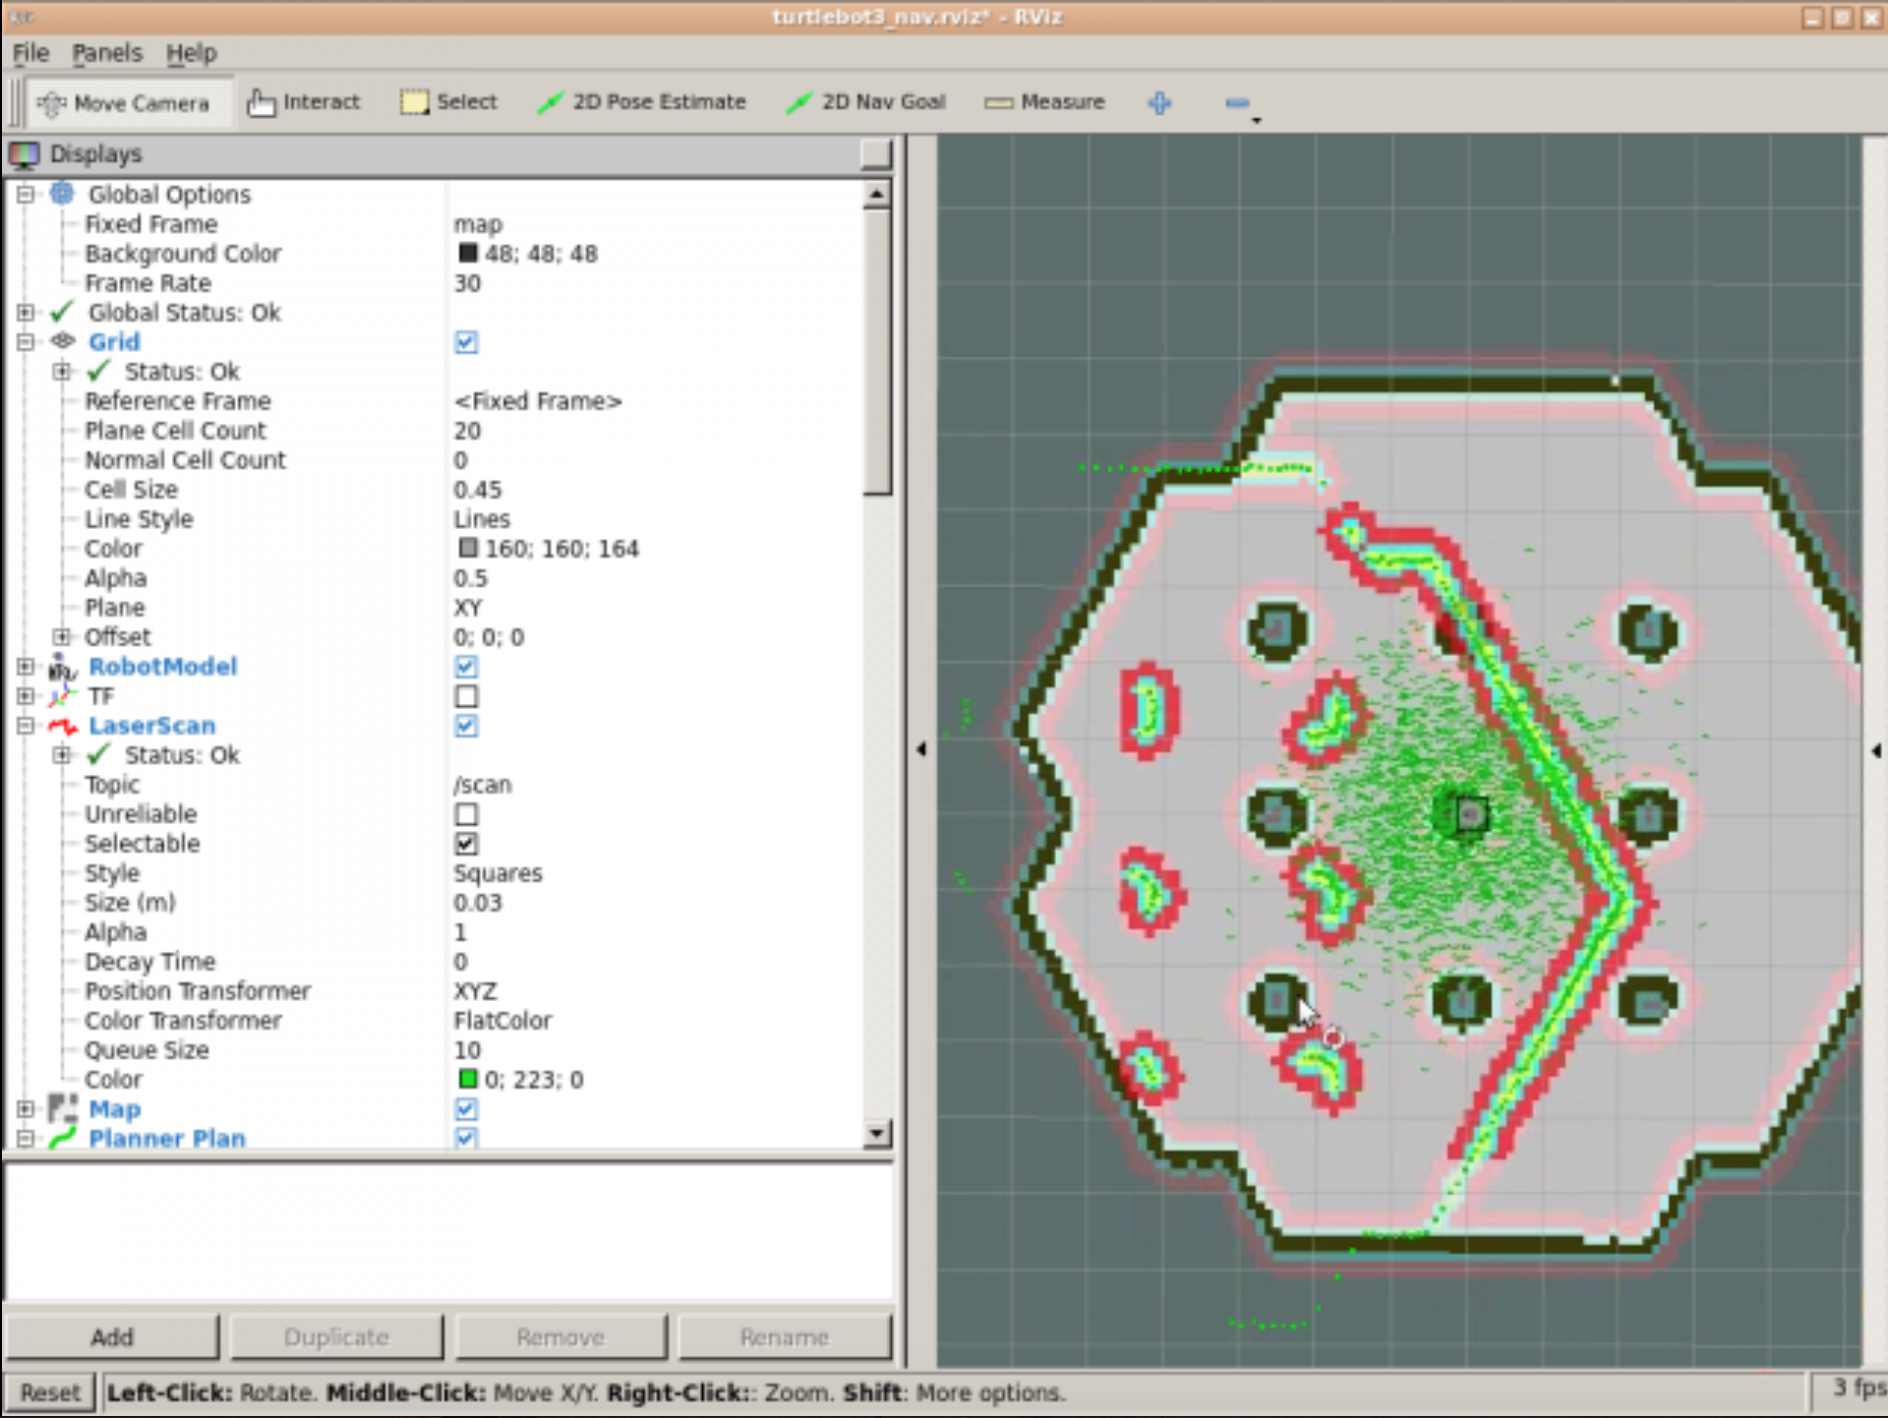 turtlebot3_nav.rviz* - RViz
File Panels Help
Move Camera Interact Select 2D Pose Estimate 2D Nav Goal Measure
Displays
Global Options
Fixed Frame map
Background Color 48; 48; 48
Frame Rate 30
Global Status: Ok
Grid
Status: Ok
Reference Frame <Fixed Frame>
Plane Cell Count 20
Normal Cell Count 0
Cell Size 0.45
Line Style Lines
Color 160; 160; 164
Alpha 0.5
Plane XY
Offset 0; 0; 0
RobotModel
TF
LaserScan
Status: Ok
Topic /scan
Unreliable
Selectable
Style Squares
Size (m) 0.03
Alpha 1
Decay Time 0
Position Transformer XYZ
Color Transformer FlatColor
Queue Size 10
Color 0; 223; 0
Map
Planner Plan
Add Duplicate Remove Rename
Reset Left-Click: Rotate. Middle-Click: Move X/Y. Right-Click:: Zoom. Shift: More options. 3 fps